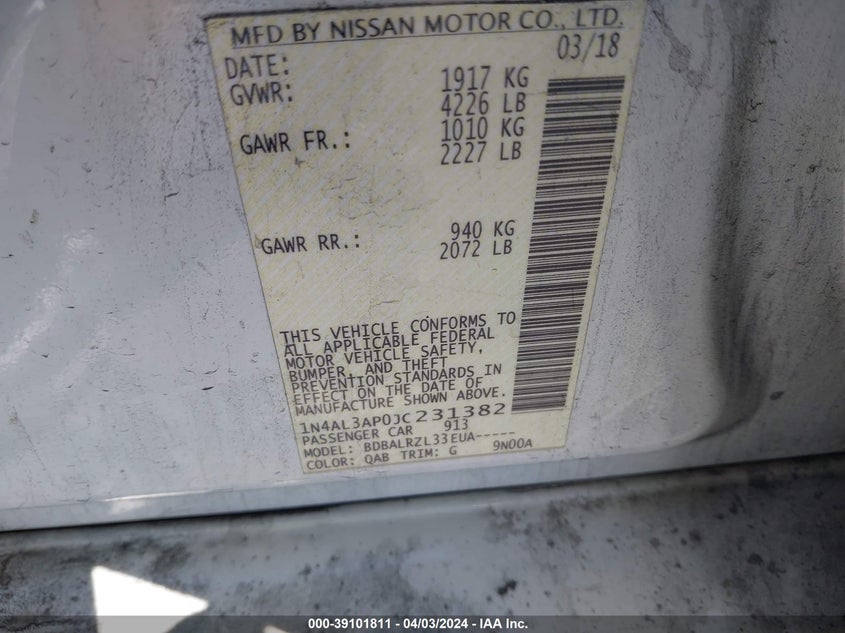 MFD BY NISSAN MOTOR CO., LTD.
DATE: 03/18
GVWR: 1917 KG
4226 LB
GAWR FR.: 1010 KG
2227 LB
GAWR RR.: 940 KG
2072 LB
THIS VEHICLE CONFORMS TO
ALL APPLICABLE FEDERAL
MOTOR VEHICLE SAFETY,
BUMPER, AND THEFT
PREVENTION STANDARDS IN
EFFECT ON THE DATE OF
MANUFACTURE SHOWN ABOVE.
1N4AL3AP0JC231382
PASSENGER CAR 913
MODEL: BDBALRZL33EUA-----
COLOR: QAB TRIM: G 9N00A
000-39101811 - 04/03/2024 - IAA Inc.